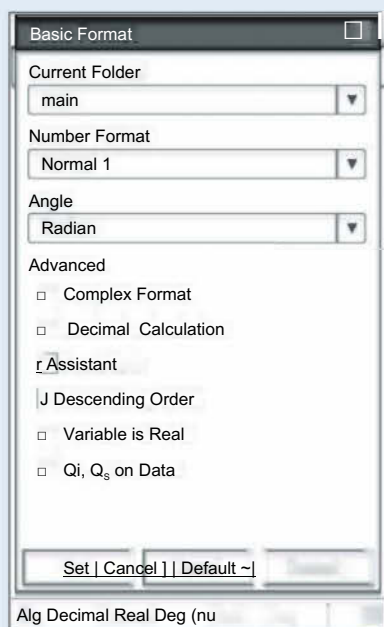 Basic Format
Current Folder
main
Number Format
Normal 1
Angle
Radian
Advanced
□ Complex Format
□ Decimal Calculation
r Assistant
J Descending Order
□ Variable is Real
□ Qi, Qs on Data
Set | Cancel ] | Default ~|
Alg Decimal Real Deg (nu